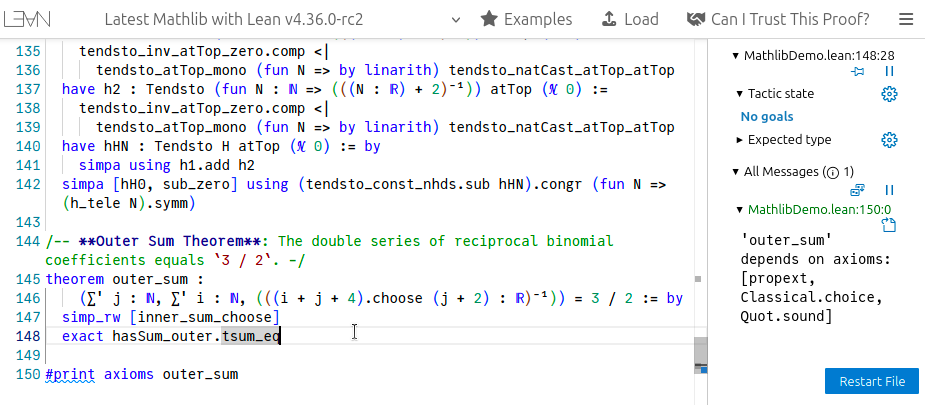 LEAN Latest Mathlib with Lean v4.36.0-rc2 Examples Load Can I Trust This Proof?
135 tendsto_inv_atTop_zero.comp <|
136 tendsto_atTop_mono (fun N => by linarith) tendsto_natCast_atTop_atTop
137 have h2 : Tendsto (fun N : ℕ => (((N : ℝ) + 2)⁻¹)) atTop (𝓝 0) :=
138 tendsto_inv_atTop_zero.comp <|
139 tendsto_atTop_mono (fun N => by linarith) tendsto_natCast_atTop_atTop
140 have hHN : Tendsto H atTop (𝓝 0) := by
141 simpa using h1.add h2
142 simpa [hH0, sub_zero] using (tendsto_const_nhds.sub hHN).congr (fun N =>
(h_tele N).symm)
143
144 /-- **Outer Sum Theorem**: The double series of reciprocal binomial
coefficients equals `3 / 2`. -/
145 theorem outer_sum :
146 (∑' j : ℕ, ∑' i : ℕ, (((i + j + 4).choose (j + 2) : ℝ)⁻¹)) = 3 / 2 := by
147 simp_rw [inner_sum_choose]
148 exact hasSum_outer.tsum_eq
149
150 #print axioms outer_sum
MathlibDemo.lean:148:28
Tactic state
No goals
Expected type
All Messages (1)
MathlibDemo.lean:150:0
'outer_sum'
depends on axioms:
[propext,
Classical.choice,
Quot.sound]
Restart File